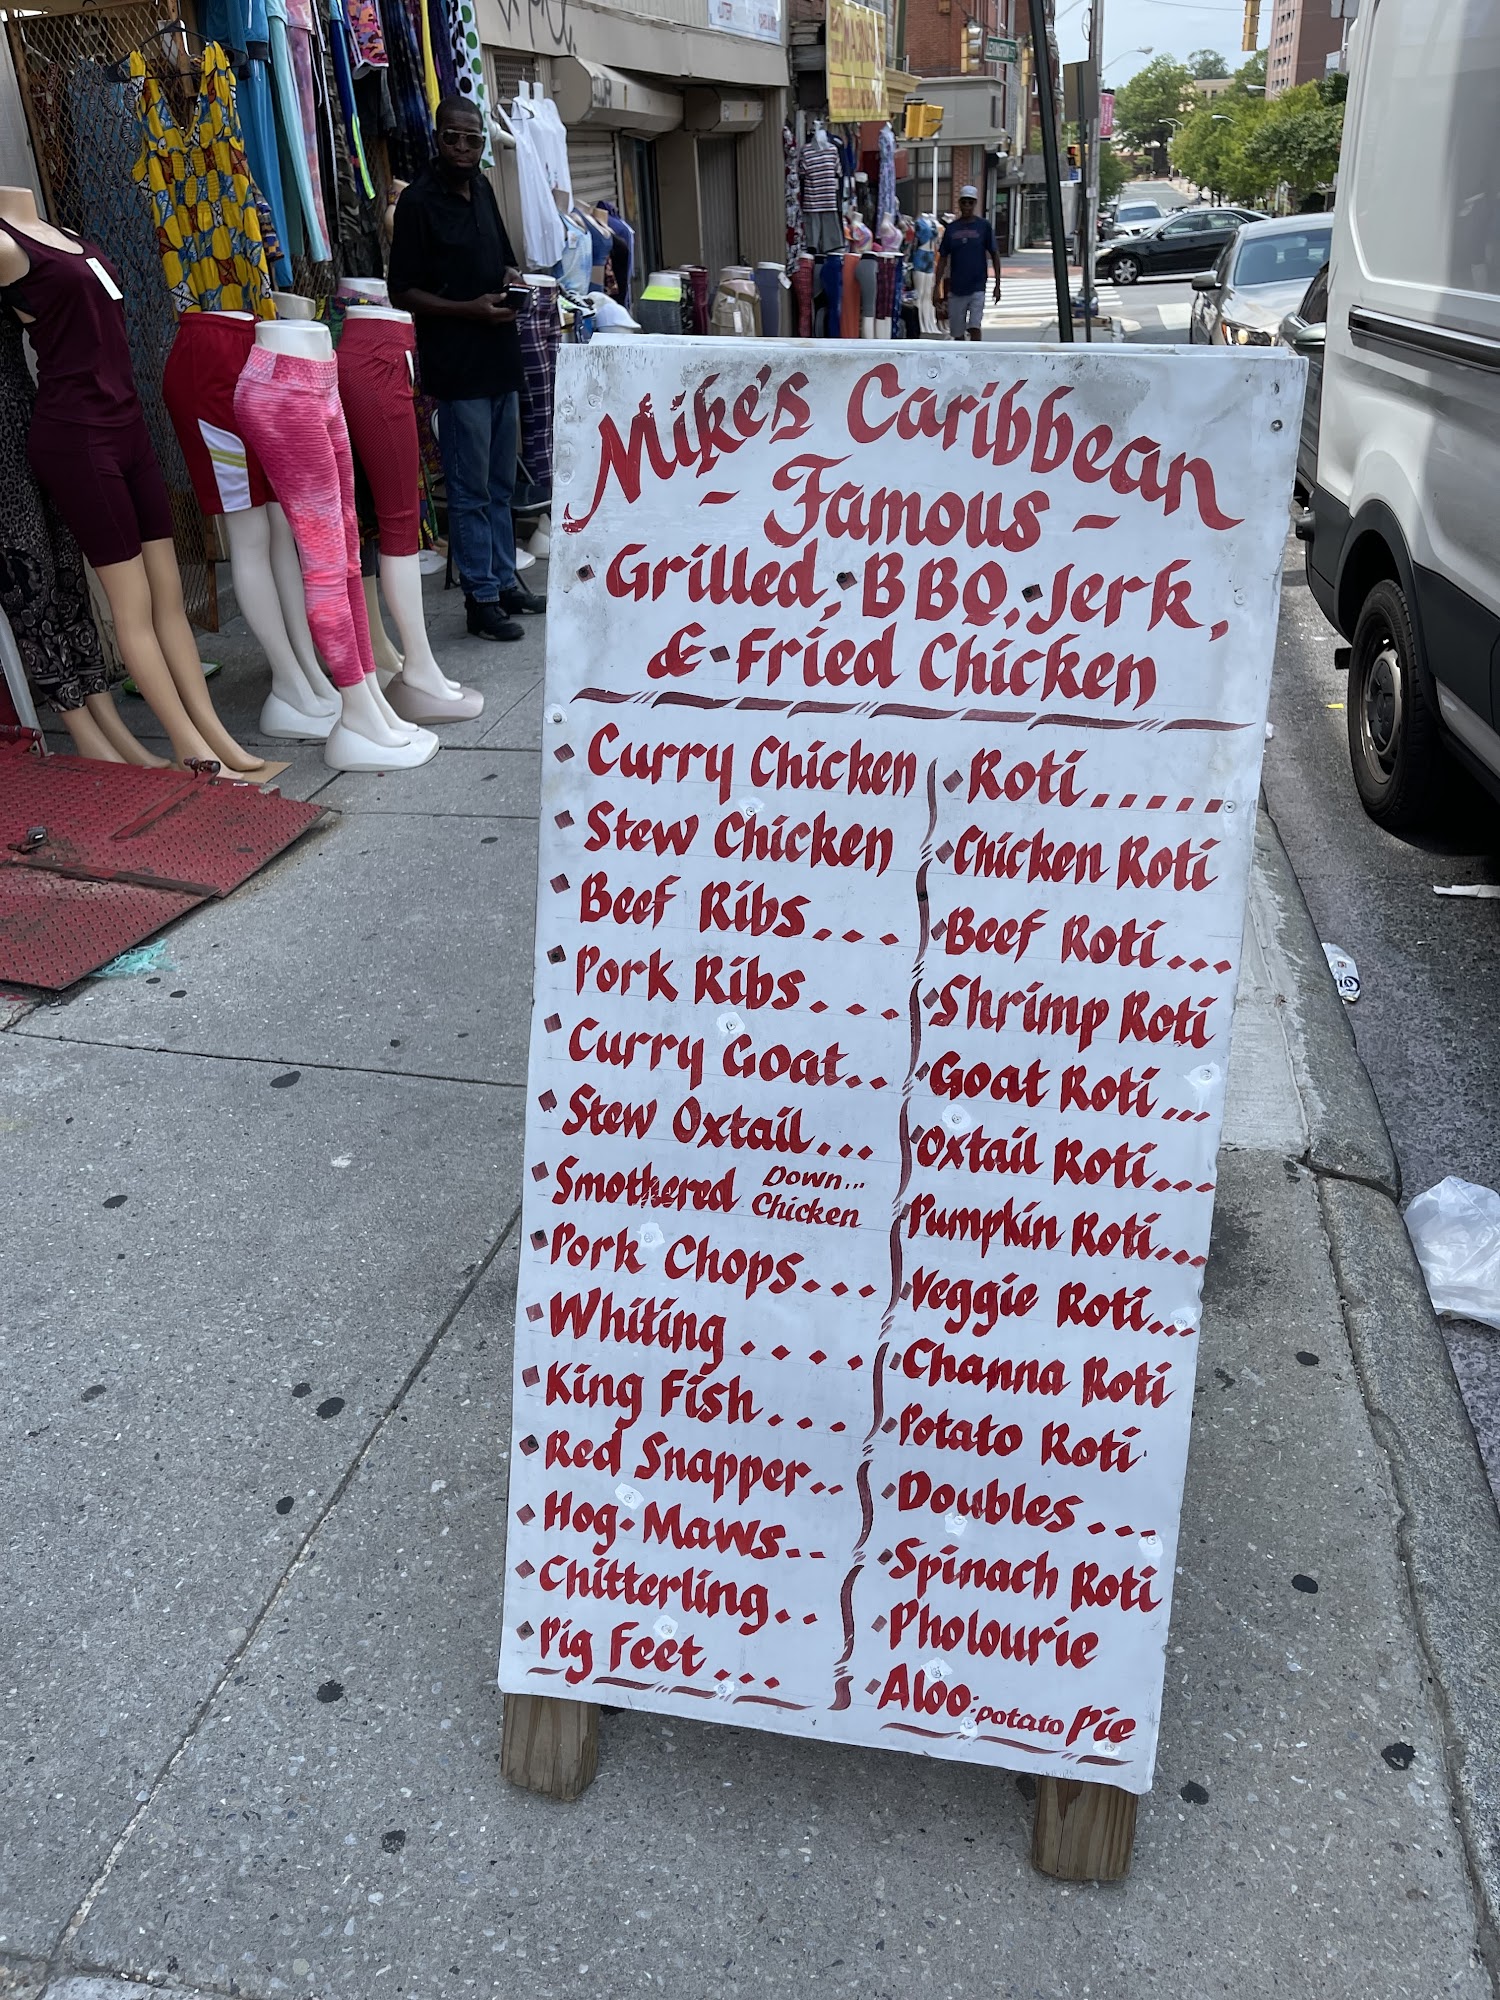 Mike's Caribbean
- Famous -
Grilled, BBQ, Jerk,
& Fried Chicken
Curry Chicken
Stew Chicken
Beef Ribs...
Pork Ribs...
Curry Goat..
Stew Oxtail...
Smothered Down... Chicken
Pork Chops...
Whiting....
King Fish...
Red Snapper..
Hog-Maws..
Chitterling..
Pig Feet...
Roti.....
Chicken Roti
Beef Roti...
Shrimp Roti
Goat Roti...
Oxtail Roti...
Pumpkin Roti...
Veggie Roti...
Channa Roti
Potato Roti
Doubles...
Spinach Roti
Pholourie
Aloo: potato Pie